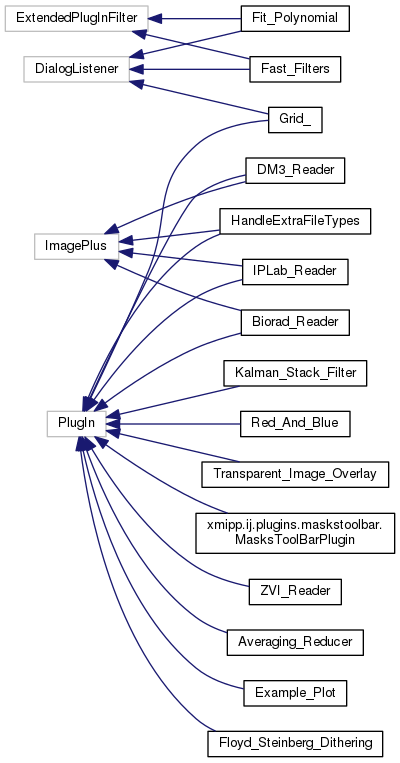 ExtendedPlugInFilter
Fit_Polynomial
DialogListener
Fast_Filters
Grid_
DM3_Reader
HandleExtraFileTypes
ImagePlus
IPLab_Reader
Biorad_Reader
Kalman_Stack_Filter
PlugIn
Red_And_Blue
Transparent_Image_Overlay
xmipp.ij.plugins.maskstoolbar.
MasksToolBarPlugin
ZVI_Reader
Averaging_Reducer
Example_Plot
Floyd_Steinberg_Dithering